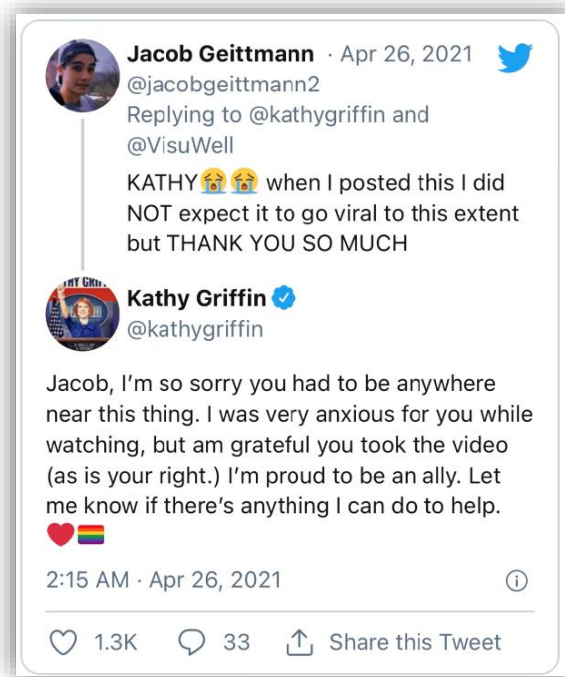 Jacob Geittmann · Apr 26, 2021
@jacobgeittmann2
Replying to @kathygriffin and
@VisuWell
KATHY😭😭 when I posted this I did
NOT expect it to go viral to this extent
but THANK YOU SO MUCH
Kathy Griffin
@kathygriffin
Jacob, I'm so sorry you had to be anywhere
near this thing. I was very anxious for you while
watching, but am grateful you took the video
(as is your right.) I'm proud to be an ally. Let
me know if there's anything I can do to help.
❤️🏳️‍🌈
2:15 AM · Apr 26, 2021
1.3K 33 Share this Tweet